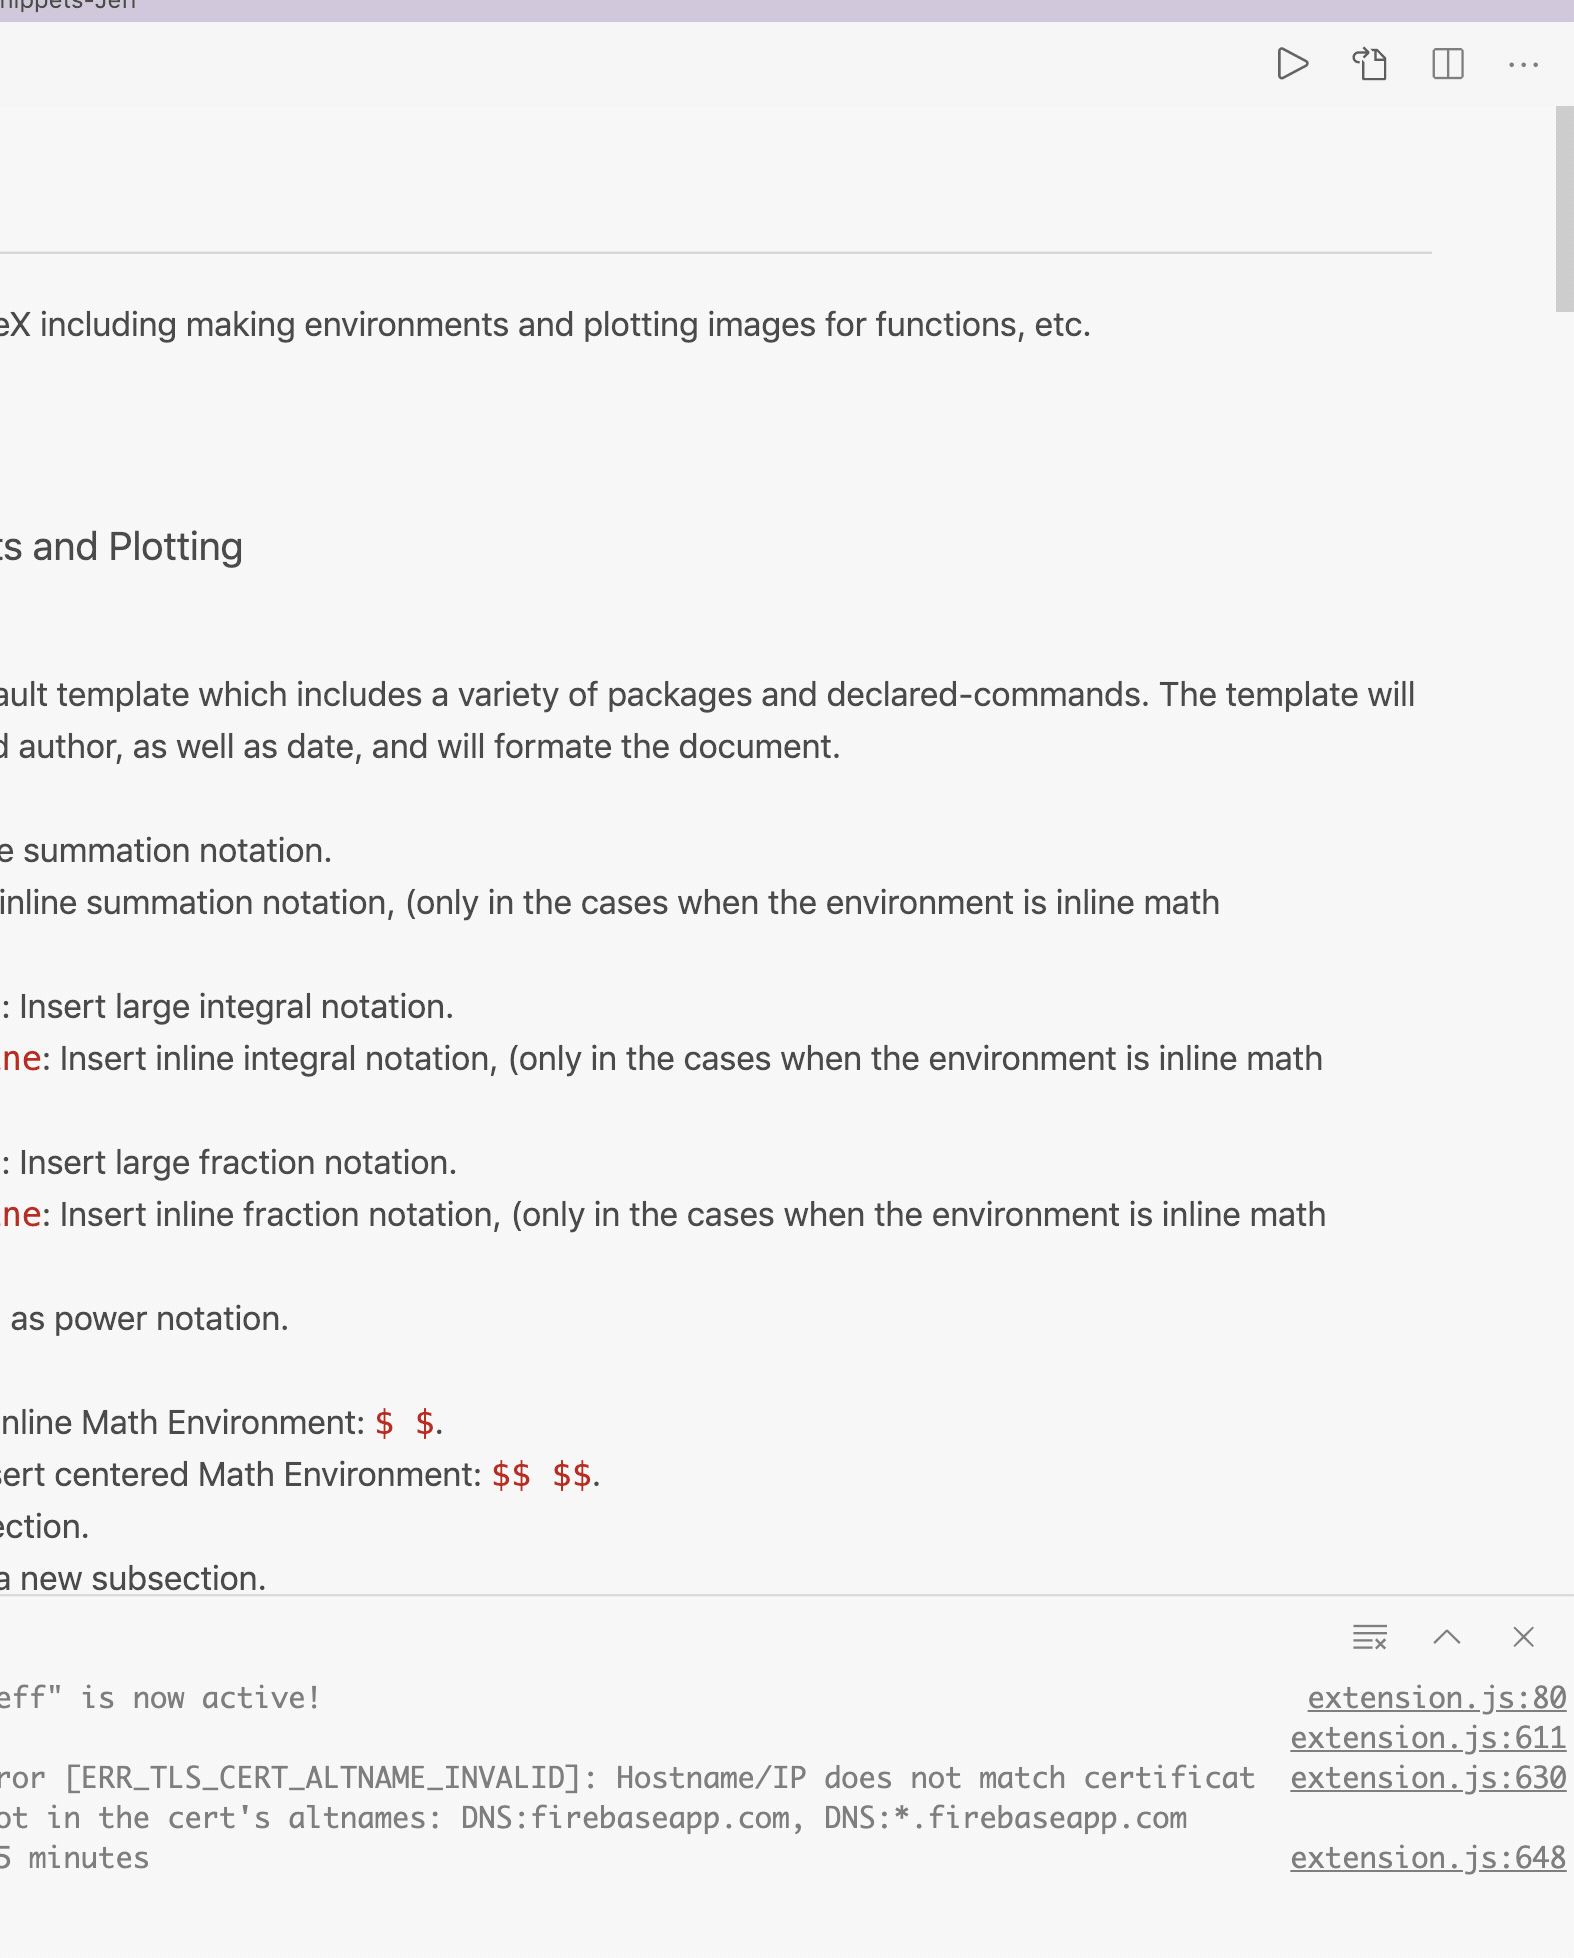 including making environments and plotting images for functions, etc.
and Plotting
template which includes a variety of packages and declared-commands. The template will
author, as well as date, and will formate the document.
summation notation.
inline summation notation, (only in the cases when the environment is inline math
: Insert large integral notation.
ne: Insert inline integral notation, (only in the cases when the environment is inline math
: Insert large fraction notation.
ne: Insert inline fraction notation, (only in the cases when the environment is inline math
as power notation.
nline Math Environment: $ $.
centered Math Environment: $$ $$.
ection.
a new subsection.
eff" is now active!
extension.js:80
extension.js:611
ror [ERR_TLS_CERT_ALTNAME_INVALID]: Hostname/IP does not match certificat extension.js:630
ot in the cert's altnames: DNS:firebaseapp.com, DNS:*.firebaseapp.com
5 minutes extension.js:648